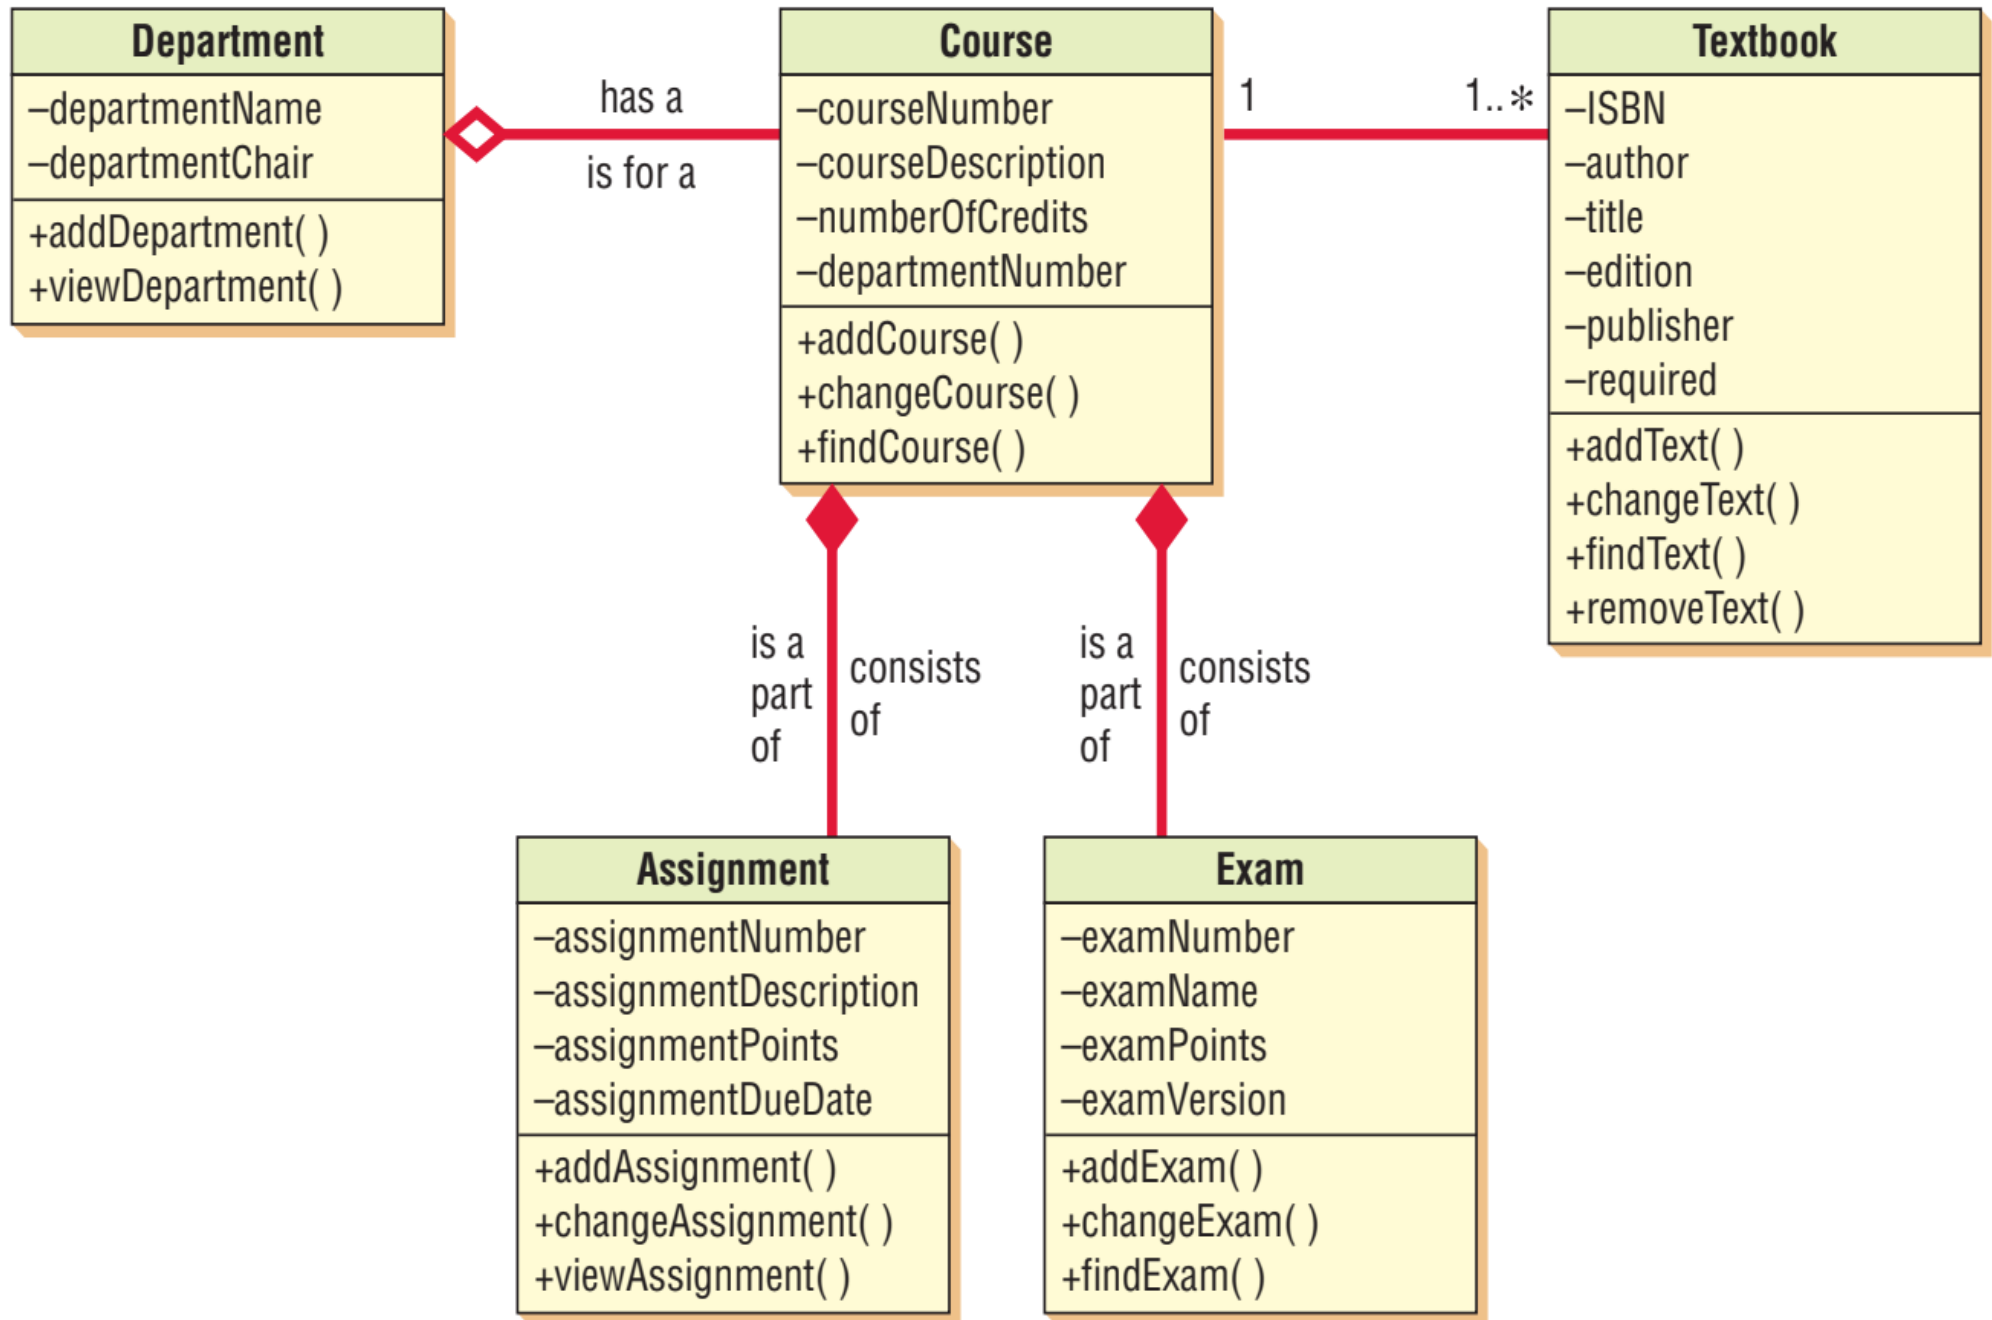 Department
–departmentName
–departmentChair
+addDepartment( )
+viewDepartment( )
has a
is for a
Course
–courseNumber
–courseDescription
–numberOfCredits
–departmentNumber
+addCourse( )
+changeCourse( )
+findCourse( )
1
1..*
Textbook
–ISBN
–author
–title
–edition
–publisher
–required
+addText( )
+changeText( )
+findText( )
+removeText( )
is a
part
of
consists
of
is a
part
of
consists
of
Assignment
–assignmentNumber
–assignmentDescription
–assignmentPoints
–assignmentDueDate
+addAssignment( )
+changeAssignment( )
+viewAssignment( )
Exam
–examNumber
–examName
–examPoints
–examVersion
+addExam( )
+changeExam( )
+findExam( )